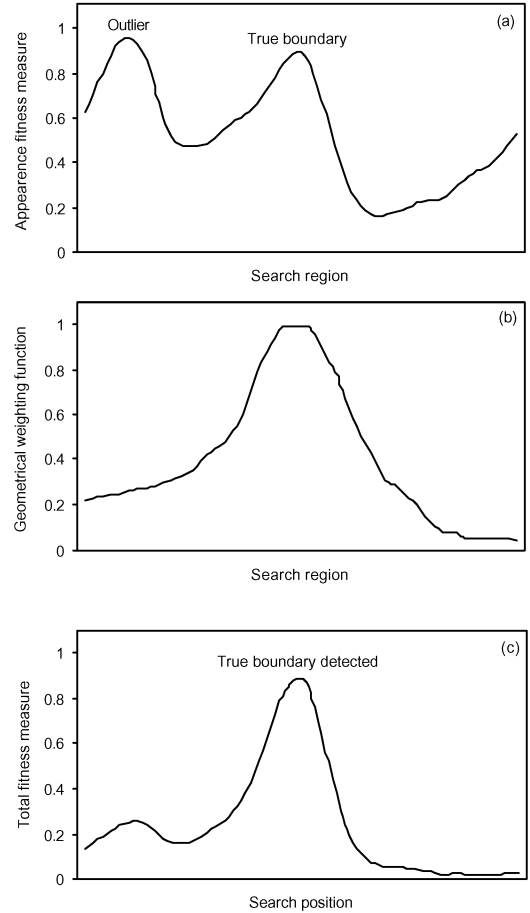 (a)
Outlier
True boundary
1
0.8
0.6
0.4
0.2
0
Appearence fitness measure
Search region
(b)
1
0.8
0.6
0.4
0.2
0
Geometrical weighting function
Search region
(c)
True boundary detected
1
0.8
0.6
0.4
0.2
0
Total fitness measure
Search position